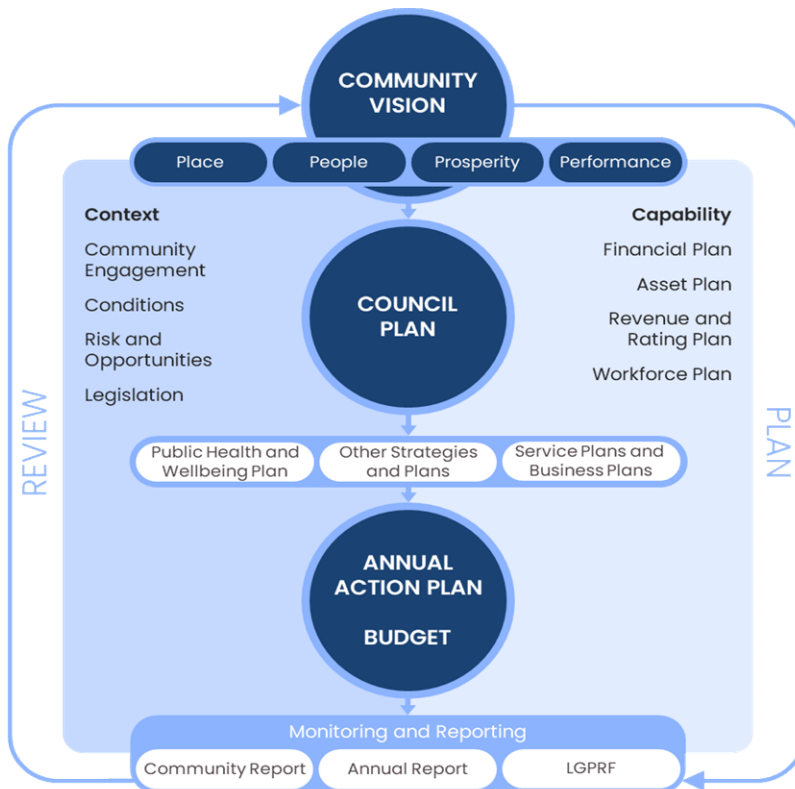 COMMUNITY
VISION
Place
People
Prosperity
Performance
Context
Community
Engagement
Conditions
Risk and
Opportunities
Legislation
Capability
Financial Plan
Asset Plan
Revenue and
Rating Plan
Workforce Plan
COUNCIL
PLAN
REVIEW
PLAN
Public Health and
Wellbeing Plan
Other Strategies
and Plans
Service Plans and
Business Plans
ANNUAL
ACTION PLAN
BUDGET
Monitoring and Reporting
Community Report
Annual Report
LGPRF